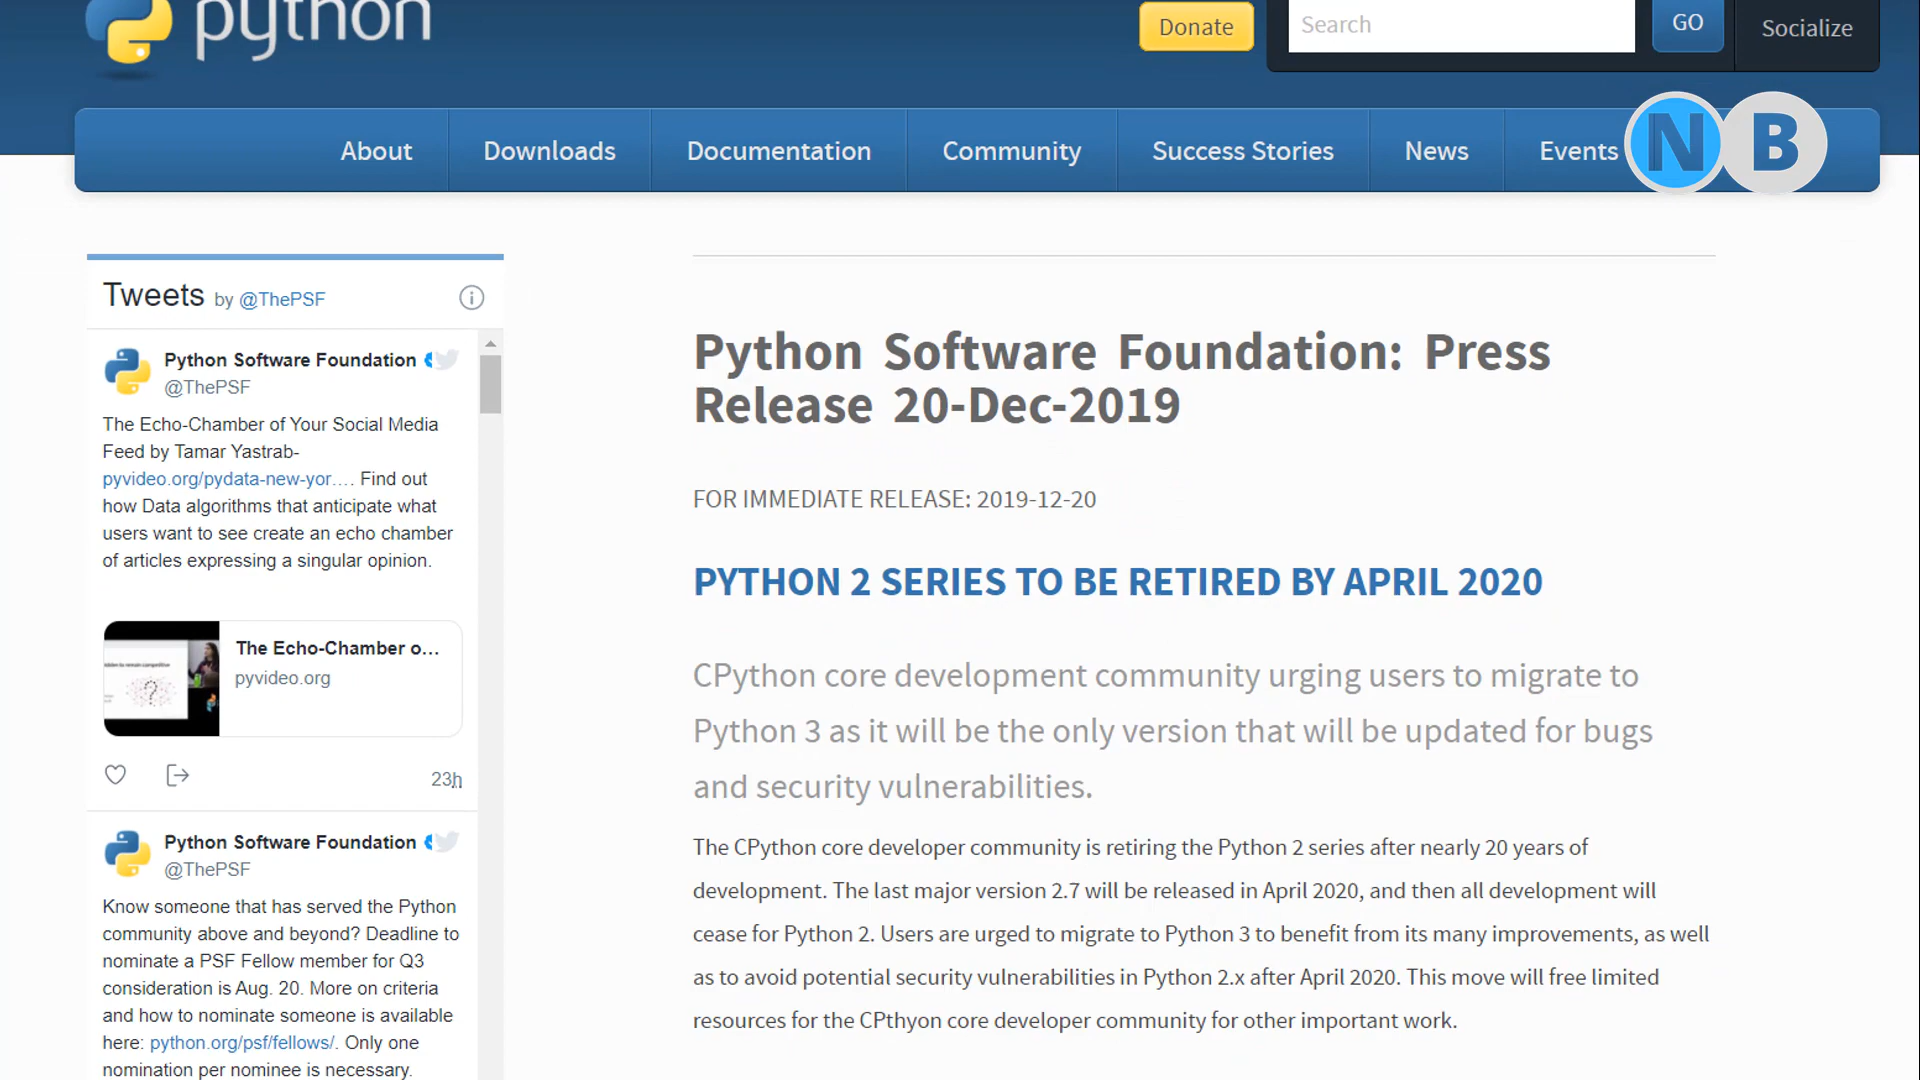 python
Donate
Search
GO
Socialize
About
Downloads
Documentation
Community
Success Stories
News
Events
N B
Tweets by @ThePSF
Python Software Foundation
@ThePSF
The Echo-Chamber of Your Social Media
Feed by Tamar Yastrab-
pyvideo.org/pydata-new-yor.… Find out
how Data algorithms that anticipate what
users want to see create an echo chamber
of articles expressing a singular opinion.
The Echo-Chamber o...
pyvideo.org
23h
Python Software Foundation
@ThePSF
Know someone that has served the Python
community above and beyond? Deadline to
nominate a PSF Fellow member for Q3
consideration is Aug. 20. More on criteria
and how to nominate someone is available
here: python.org/psf/fellows/. Only one
nomination per nominee is necessary.
Python Software Foundation: Press
Release 20-Dec-2019
FOR IMMEDIATE RELEASE: 2019-12-20
PYTHON 2 SERIES TO BE RETIRED BY APRIL 2020
CPython core development community urging users to migrate to
Python 3 as it will be the only version that will be updated for bugs
and security vulnerabilities.
The CPython core developer community is retiring the Python 2 series after nearly 20 years of
development. The last major version 2.7 will be released in April 2020, and then all development will
cease for Python 2. Users are urged to migrate to Python 3 to benefit from its many improvements, as well
as to avoid potential security vulnerabilities in Python 2.x after April 2020. This move will free limited
resources for the CPthyon core developer community for other important work.